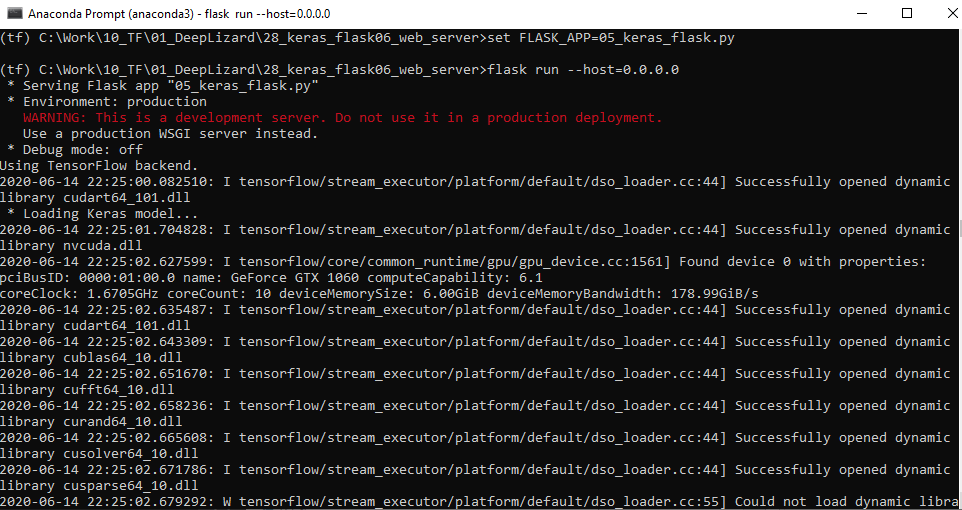 Anaconda Prompt (anaconda3) - flask  run --host=0.0.0.0
(tf) C:\Work\10_TF\01_DeepLizard\28_keras_flask06_web_server>set FLASK_APP=05_keras_flask.py
(tf) C:\Work\10_TF\01_DeepLizard\28_keras_flask06_web_server>flask run --host=0.0.0.0
 * Serving Flask app "05_keras_flask.py"
 * Environment: production
   WARNING: This is a development server. Do not use it in a production deployment.
   Use a production WSGI server instead.
 * Debug mode: off
Using TensorFlow backend.
2020-06-14 22:25:00.082510: I tensorflow/stream_executor/platform/default/dso_loader.cc:44] Successfully opened dynamic
library cudart64_101.dll
 * Loading Keras model...
2020-06-14 22:25:01.704828: I tensorflow/stream_executor/platform/default/dso_loader.cc:44] Successfully opened dynamic
library nvcuda.dll
2020-06-14 22:25:02.627599: I tensorflow/core/common_runtime/gpu/gpu_device.cc:1561] Found device 0 with properties:
pciBusID: 0000:01:00.0 name: GeForce GTX 1060 computeCapability: 6.1
coreClock: 1.6705GHz coreCount: 10 deviceMemorySize: 6.00GiB deviceMemoryBandwidth: 178.99GiB/s
2020-06-14 22:25:02.635487: I tensorflow/stream_executor/platform/default/dso_loader.cc:44] Successfully opened dynamic
library cudart64_101.dll
2020-06-14 22:25:02.643309: I tensorflow/stream_executor/platform/default/dso_loader.cc:44] Successfully opened dynamic
library cublas64_10.dll
2020-06-14 22:25:02.651670: I tensorflow/stream_executor/platform/default/dso_loader.cc:44] Successfully opened dynamic
library cufft64_10.dll
2020-06-14 22:25:02.658236: I tensorflow/stream_executor/platform/default/dso_loader.cc:44] Successfully opened dynamic
library curand64_10.dll
2020-06-14 22:25:02.665608: I tensorflow/stream_executor/platform/default/dso_loader.cc:44] Successfully opened dynamic
library cusolver64_10.dll
2020-06-14 22:25:02.671786: I tensorflow/stream_executor/platform/default/dso_loader.cc:44] Successfully opened dynamic
library cusparse64_10.dll
2020-06-14 22:25:02.679292: W tensorflow/stream_executor/platform/default/dso_loader.cc:55] Could not load dynamic libra